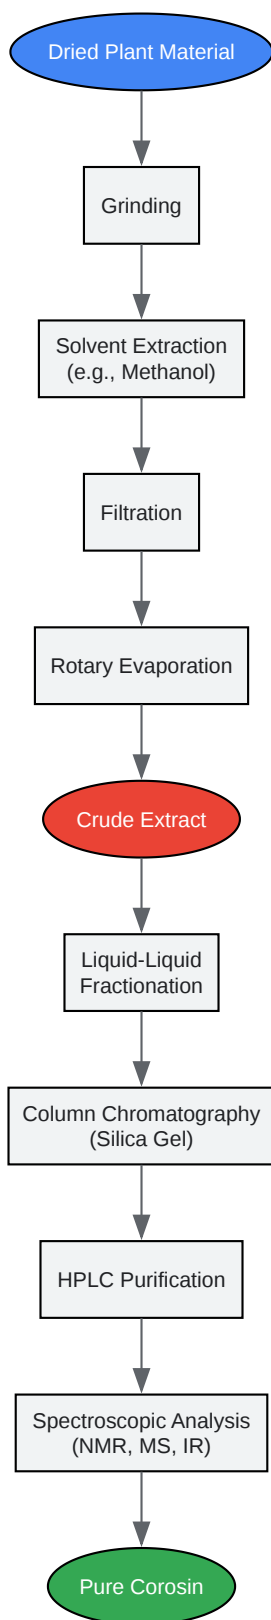 Dried Plant Material
Grinding
Solvent Extraction
(e.g., Methanol)
Filtration
Rotary Evaporation
Crude Extract
Liquid-Liquid
Fractionation
Column Chromatography
(Silica Gel)
HPLC Purification
Spectroscopic Analysis
(NMR, MS, IR)
Pure Corosin